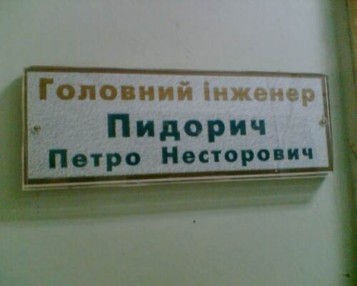 Головний інженер
Пидорич
Петро Несторович